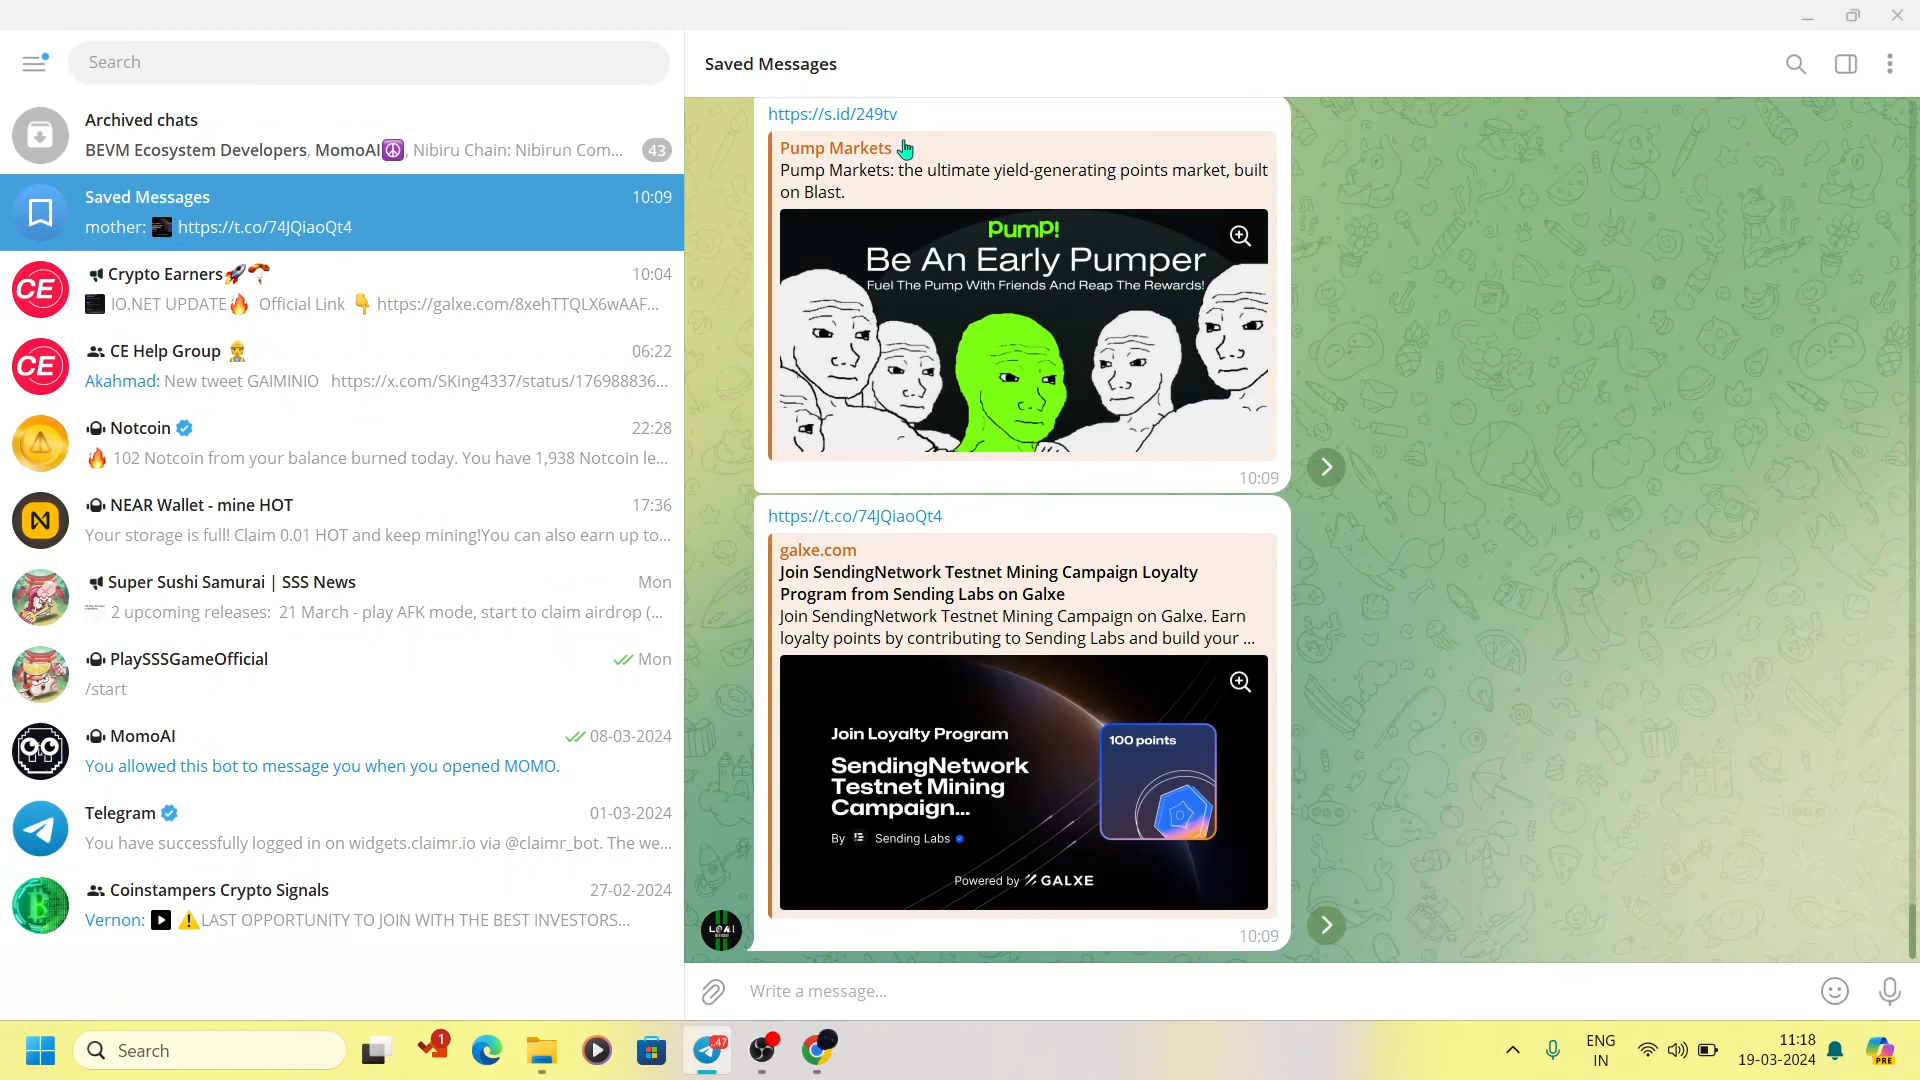 Search
Archived chats
BEVM Ecosystem Developers, MomoAI☮️, Nibiru Chain: Nibirun Com...
43
Saved Messages
10:09
mother: https://t.co/74JQiaoQt4
Crypto Earners🚀🪂
10:04
IO.NET UPDATE🔥 Official Link 👇 https://galxe.com/8xehTTQLX6wAAF...
CE
CE Help Group 👷
06:22
Akahmad: New tweet GAIMINIO https://x.com/SKing4337/status/176988836...
CE
Notcoin
22:28
🔥 102 Notcoin from your balance burned today. You have 1,938 Notcoin le...
NEAR Wallet - mine HOT
17:36
Your storage is full! Claim 0.01 HOT and keep mining!You can also earn up to...
Super Sushi Samurai | SSS News
Mon
2 upcoming releases: 21 March - play AFK mode, start to claim airdrop (...
PlaySSSGameOfficial
Mon
/start
MomoAI
08-03-2024
You allowed this bot to message you when you opened MOMO.
Telegram
01-03-2024
You have successfully logged in on widgets.claimr.io via @claimr_bot. The we...
Coinstampers Crypto Signals
27-02-2024
Vernon: ▶️ ⚠️LAST OPPORTUNITY TO JOIN WITH THE BEST INVESTORS...
Saved Messages
https://s.id/249tv
Pump Markets
Pump Markets: the ultimate yield-generating points market, built
on Blast.
pump!
Be An Early Pumper
Fuel The Pump With Friends And Reap The Rewards!
10:09
https://t.co/74JQiaoQt4
galxe.com
Join SendingNetwork Testnet Mining Campaign Loyalty
Program from Sending Labs on Galxe
Join SendingNetwork Testnet Mining Campaign on Galxe. Earn
loyalty points by contributing to Sending Labs and build your ...
Join Loyalty Program
100 points
SendingNetwork
Testnet Mining
Campaign...
By Sending Labs
Powered by GALXE
10:09
Write a message...
Search
1
47
ENG
IN
11:18
19-03-2024
PRE